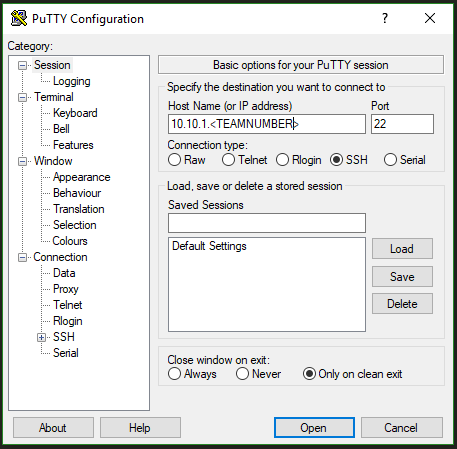 PuTTY Configuration
?
Category:
Session
Logging
Terminal
Keyboard
Bell
Features
Window
Appearance
Behaviour
Translation
Selection
Colours
Connection
Data
Proxy
Telnet
Rlogin
SSH
Serial
Basic options for your PuTTY session
Specify the destination you want to connect to
Host Name (or IP address) Port
10.10.1.<TEAMNUMBER> 22
Connection type:
Raw Telnet Rlogin SSH Serial
Load, save or delete a stored session
Saved Sessions
Default Settings
Load
Save
Delete
Close window on exit:
Always Never Only on clean exit
About Help Open Cancel